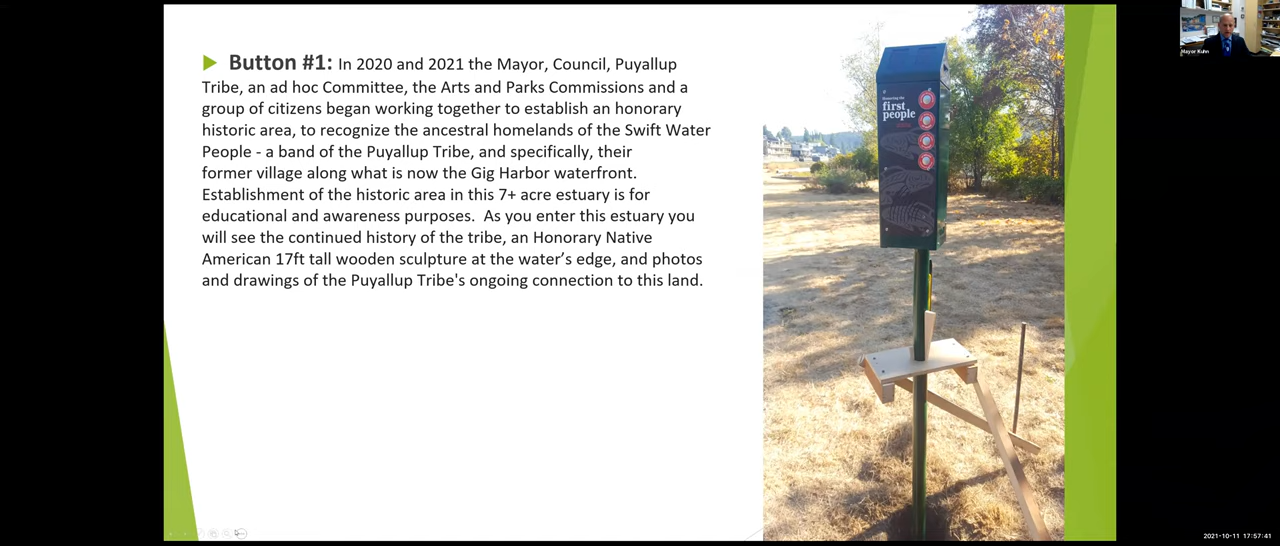 Button #1: In 2020 and 2021 the Mayor, Council, Puyallup
Tribe, an ad hoc Committee, the Arts and Parks Commissions and a
group of citizens began working together to establish an honorary
historic area, to recognize the ancestral homelands of the Swift Water
People - a band of the Puyallup Tribe, and specifically, their
former village along what is now the Gig Harbor waterfront.
Establishment of the historic area in this 7+ acre estuary is for
educational and awareness purposes.  As you enter this estuary you
will see the continued history of the tribe, an Honorary Native
American 17ft tall wooden sculpture at the water’s edge, and photos
and drawings of the Puyallup Tribe's ongoing connection to this land.
Honoring the
first
people
Mayor Kuhn
2021-10-11 17:57:41